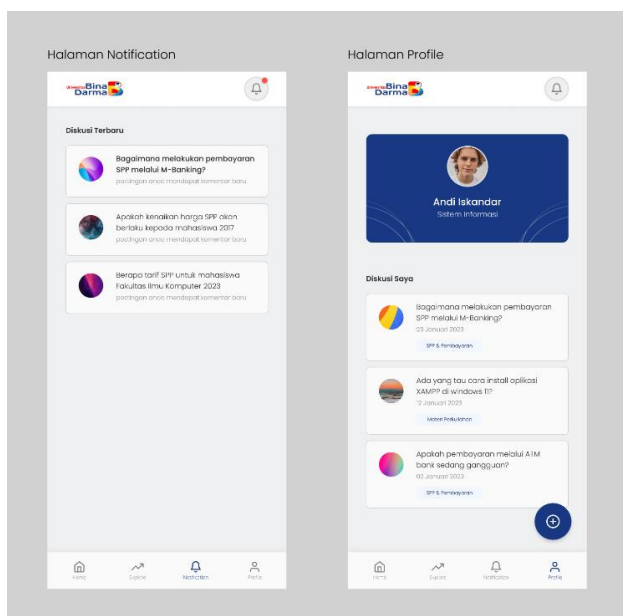 Halaman Notification
Universitas Bina
Darma
Diskusi Terbaru
Bagaimana melakukan pembayaran
SPP melalui M-Banking?
postingan anda mendapat komentar baru
Apakah kenaikan harga SPP akan
berlaku kepada mahasiswa 2017
postingan anda mendapat komentar baru
Berapa tarif SPP untuk mahasiswa
Fakultas Ilmu Komputer 2023
postingan anda mendapat komentar baru
Home
Explore
Notification
Profile
Halaman Profile
Universitas Bina
Darma
Andi Iskandar
Sistem Informasi
Diskusi Saya
Bagaimana melakukan pembayaran
SPP melalui M-Banking?
03 Januari 2023
SPP & Pembayaran
Ada yang tau cara install aplikasi
XAMPP di windows 11?
12 Januari 2023
Materi Perkuliahan
Apakah pembayaran melalui ATM
bank sedang gangguan?
02 Januari 2023
SPP & Pembayaran
Home
Explore
Notification
Profile